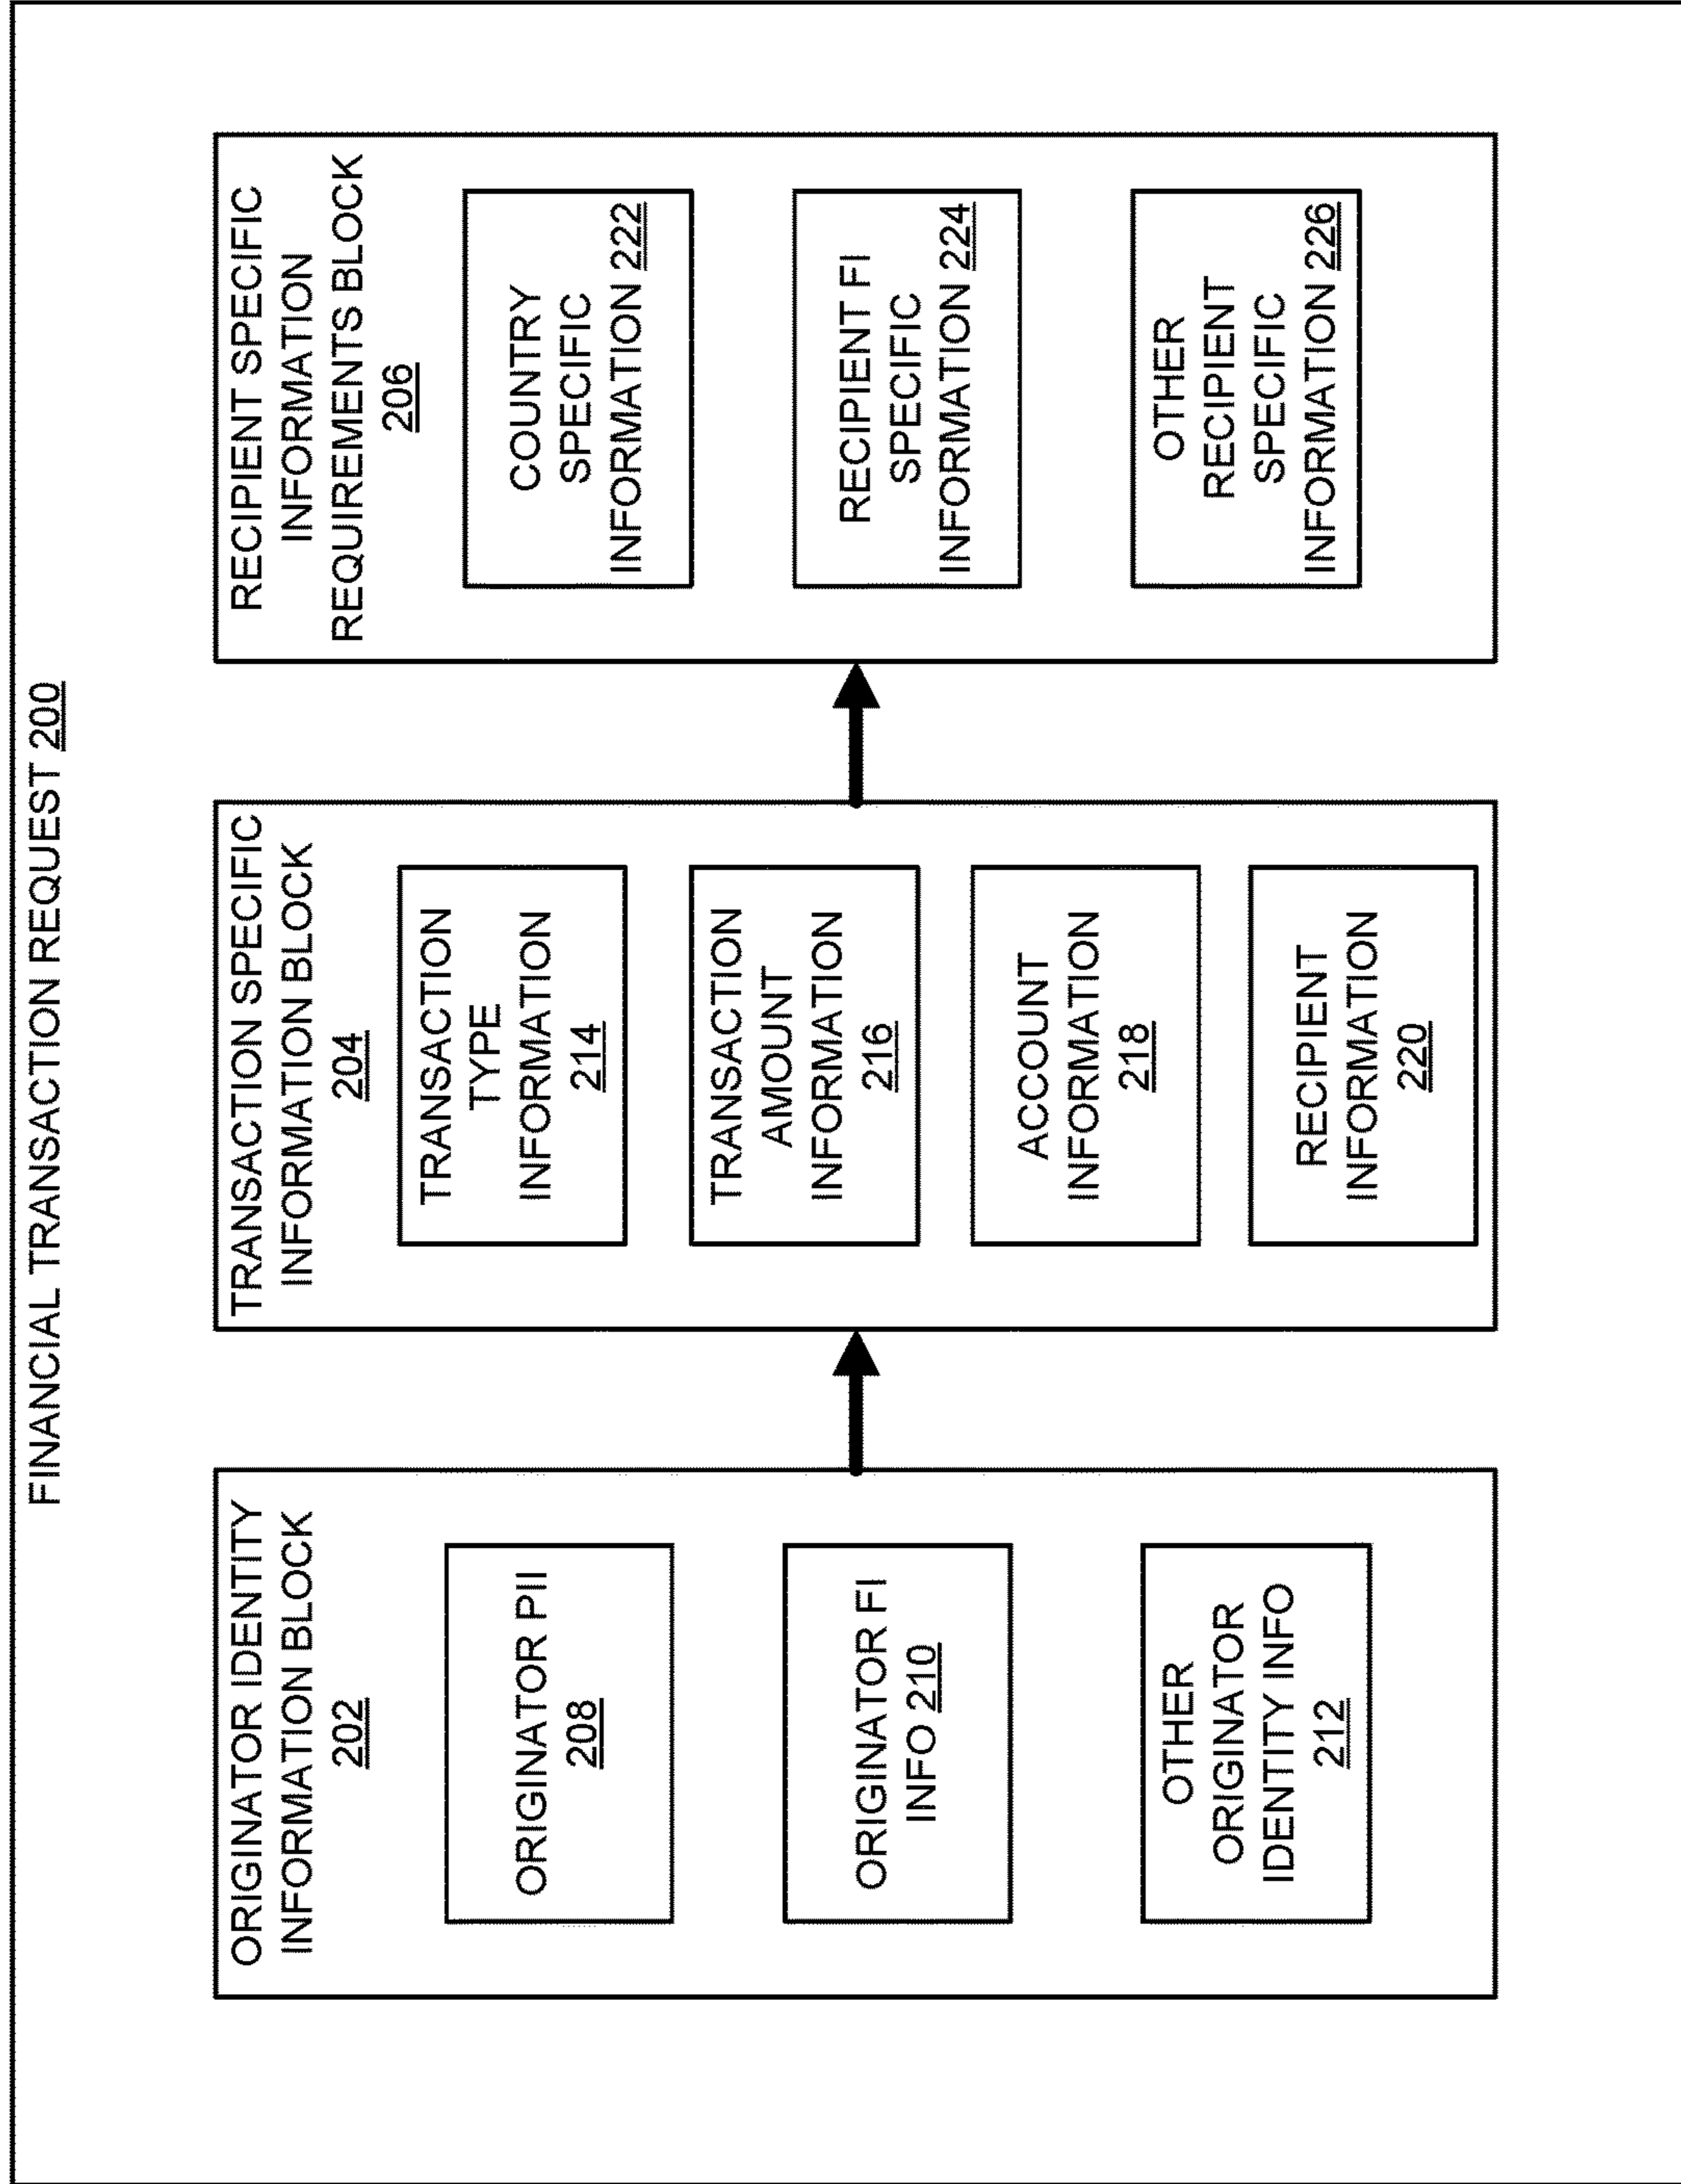 FINANCIAL TRANSACTION REQUEST 200
ORIGINATOR IDENTITY
INFORMATION BLOCK
202
ORIGINATOR PII
208
ORIGINATOR FI
INFO 210
OTHER
ORIGINATOR
IDENTITY INFO
212
TRANSACTION SPECIFIC
INFORMATION BLOCK
204
TRANSACTION
TYPE
INFORMATION
214
TRANSACTION
AMOUNT
INFORMATION
216
ACCOUNT
INFORMATION
218
RECIPIENT
INFORMATION
220
RECIPIENT SPECIFIC
INFORMATION
REQUIREMENTS BLOCK
206
COUNTRY
SPECIFIC
INFORMATION 222
RECIPIENT FI
SPECIFIC
INFORMATION 224
OTHER
RECIPIENT
SPECIFIC
INFORMATION 226